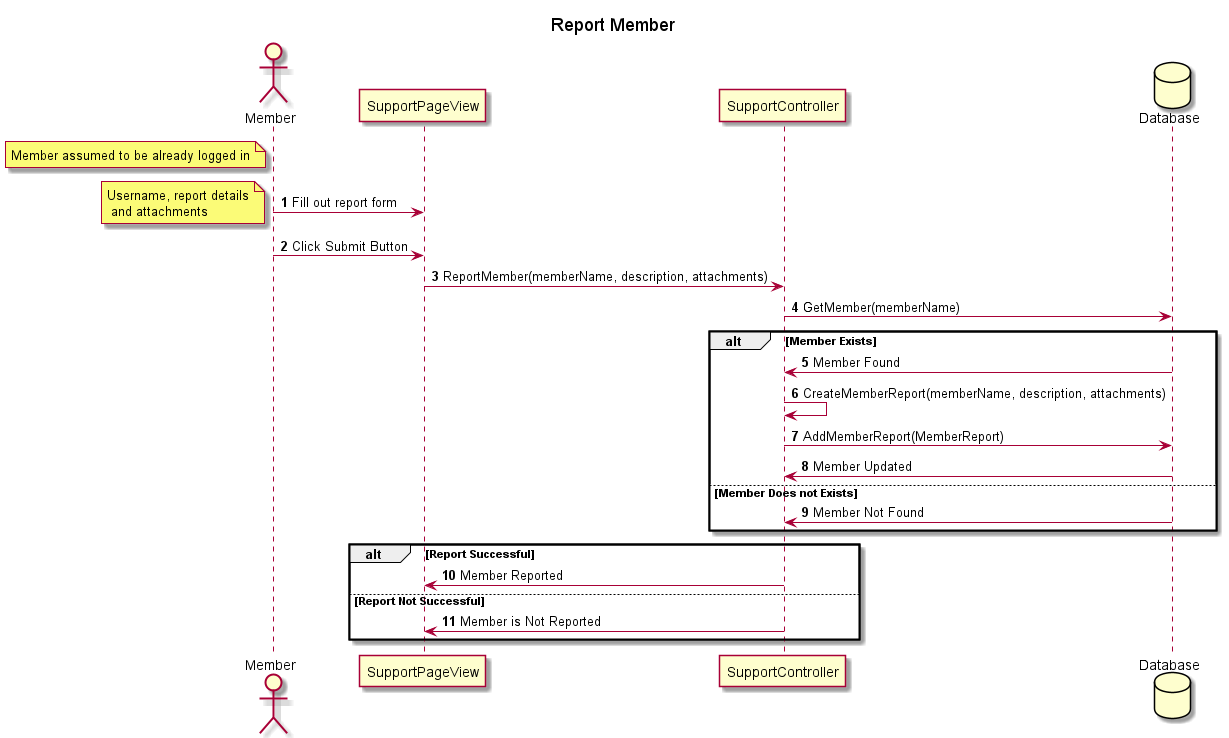 Report Member
Member
SupportPageView
SupportController
Database
Member assumed to be already logged in
Username, report details
and attachments
1 Fill out report form
2 Click Submit Button
3 ReportMember(memberName, description, attachments)
4 GetMember(memberName)
alt [Member Exists]
5 Member Found
6 CreateMemberReport(memberName, description, attachments)
7 AddMemberReport(MemberReport)
8 Member Updated
[Member Does not Exists]
9 Member Not Found
alt [Report Successful]
10 Member Reported
[Report Not Successful]
11 Member is Not Reported
Member
SupportPageView
SupportController
Database